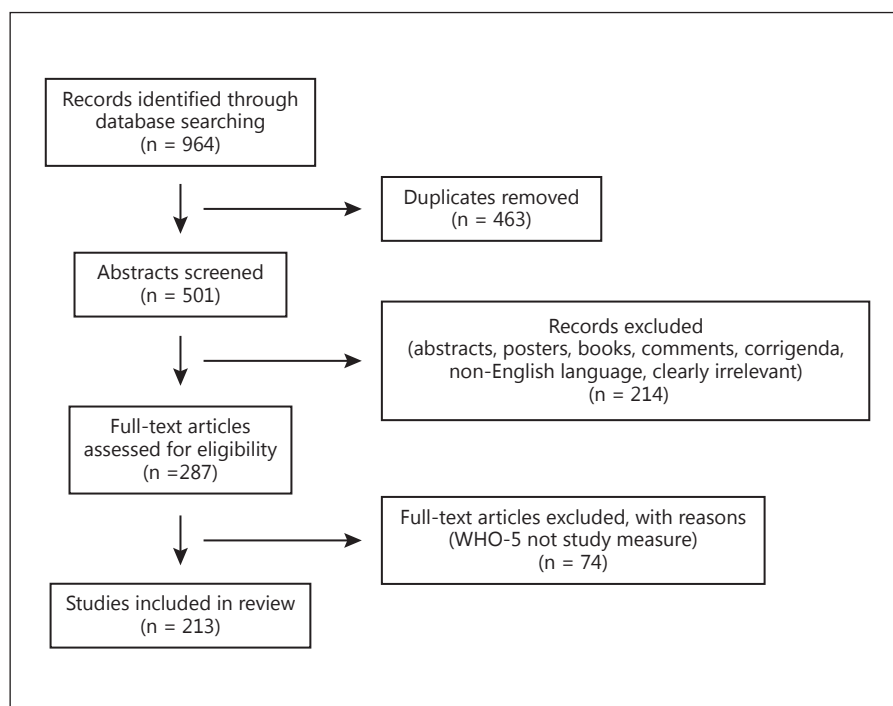 Records identified through
database searching
(n = 964)
Duplicates removed
(n = 463)
Abstracts screened
(n = 501)
Records excluded
(abstracts, posters, books, comments, corrigenda,
non-English language, clearly irrelevant)
(n = 214)
Full-text articles
assessed for eligibility
(n =287)
Full-text articles excluded, with reasons
(WHO-5 not study measure)
(n = 74)
Studies included in review
(n = 213)